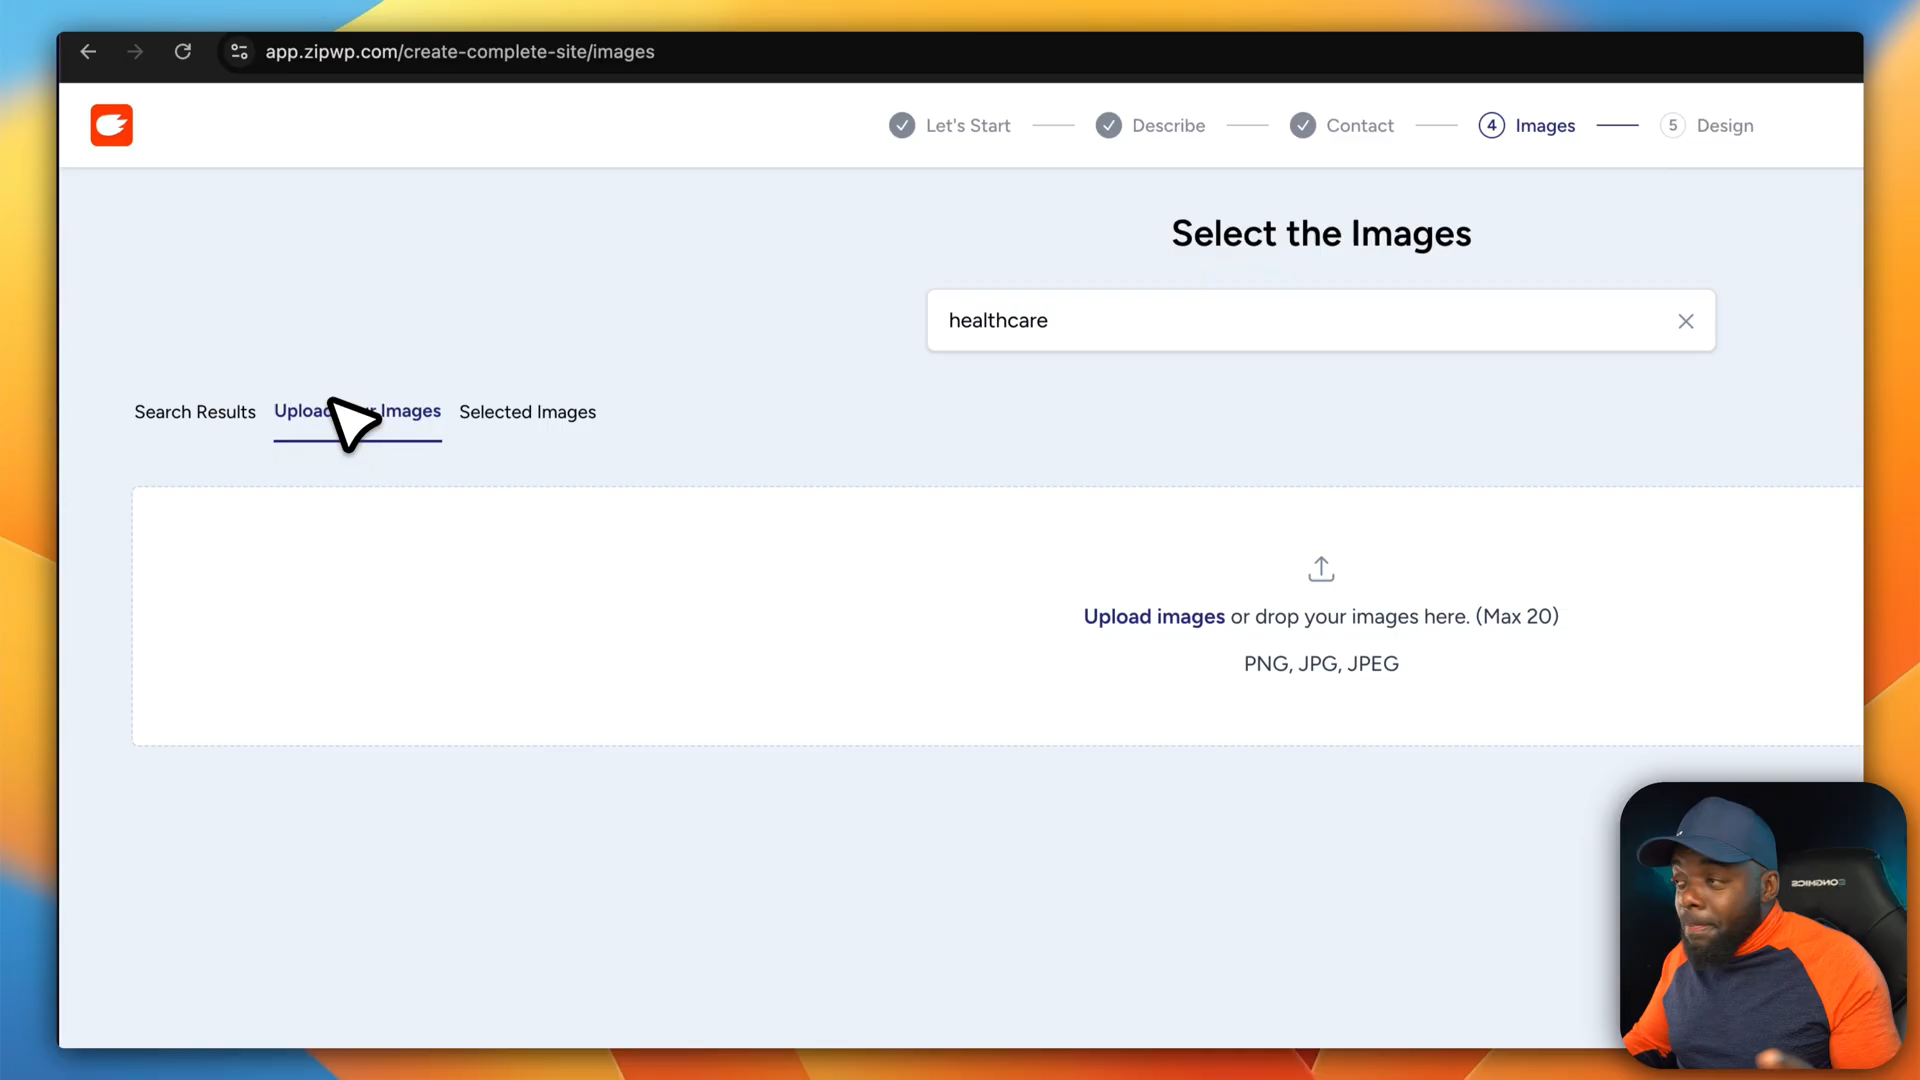 app.zipwp.com/create-complete-site/images
Let's Start
Describe
Contact
4 Images
5 Design
Select the Images
healthcare
Search Results
Upload Images
Selected Images
Upload images or drop your images here. (Max 20)
PNG, JPG, JPEG